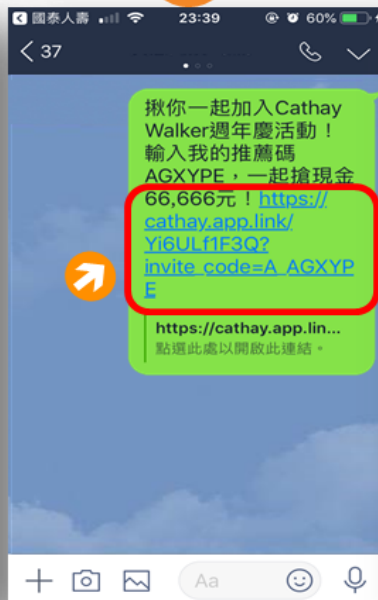 國泰人壽 23:39 60%
37
揪你一起加入Cathay
Walker週年慶活動！
輸入我的推薦碼
AGXYPE，一起搶現金
66,666元！https://
cathay.app.link/
Yi6ULf1F3Q?
invite_code=A_AGXYP
E
https://cathay.app.lin...
點選此處以開啟此連結。
Aa